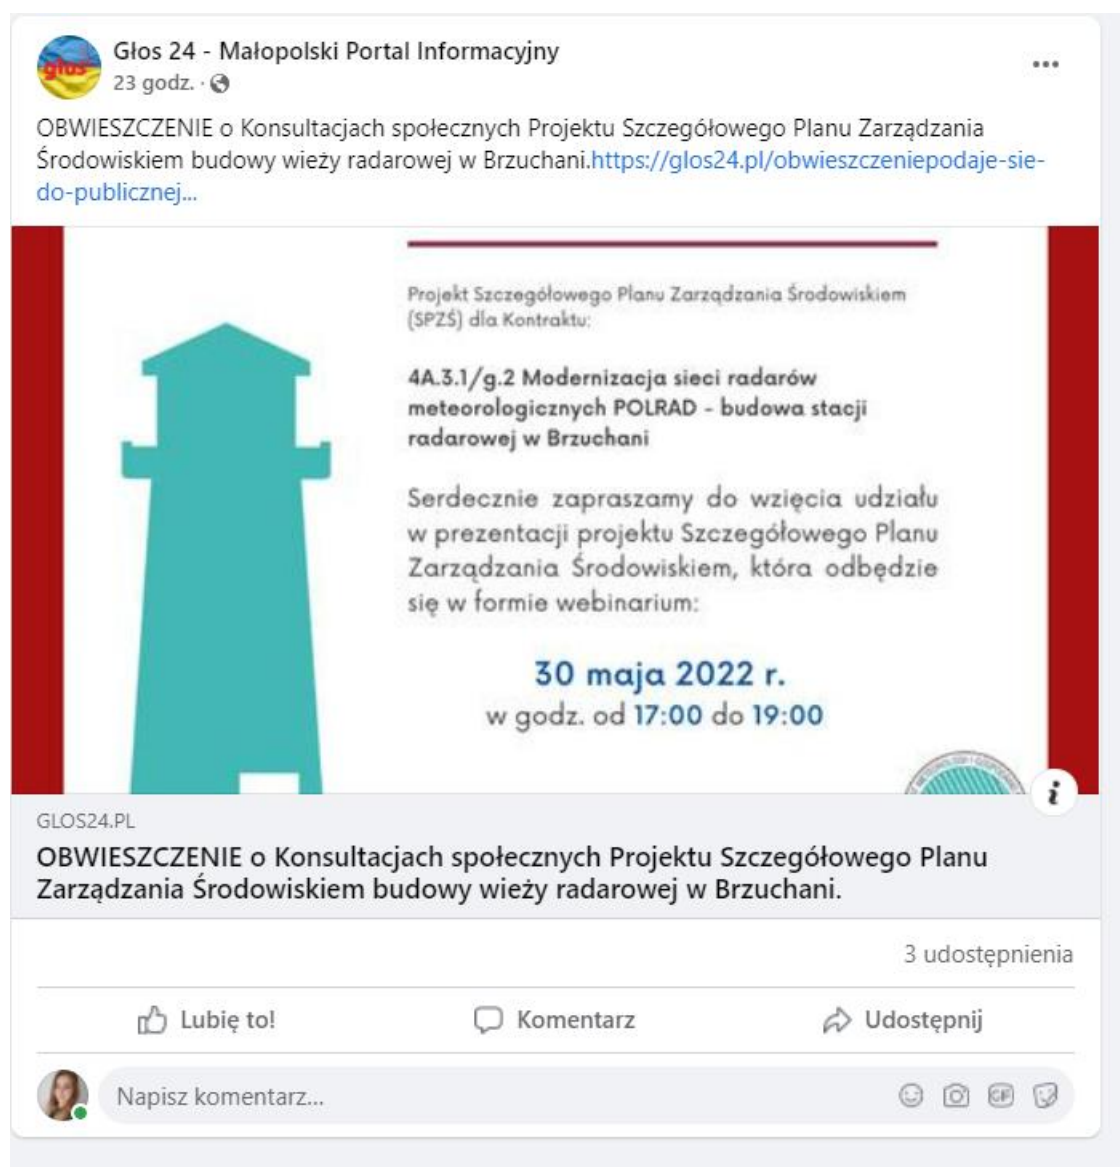 głos
Głos 24 - Małopolski Portal Informacyjny
23 godz. ·
OBWIESZCZENIE o Konsultacjach społecznych Projektu Szczegółowego Planu Zarządzania
Środowiskiem budowy wieży radarowej w Brzuchani.https://glos24.pl/obwieszczeniepodaje-sie-
do-publicznej...
Projekt Szczegółowego Planu Zarządzania Środowiskiem
(SPZŚ) dla Kontraktu:
4A.3.1/g.2 Modernizacja sieci radarów
meteorologicznych POLRAD - budowa stacji
radarowej w Brzuchani
Serdecznie zapraszamy do wzięcia udziału
w prezentacji projektu Szczegółowego Planu
Zarządzania Środowiskiem, która odbędzie
się w formie webinarium:
30 maja 2022 r.
w godz. od 17:00 do 19:00
METEOROLOGII I
GLOS24.PL
OBWIESZCZENIE o Konsultacjach społecznych Projektu Szczegółowego Planu
Zarządzania Środowiskiem budowy wieży radarowej w Brzuchani.
3 udostępnienia
Lubię to!
Komentarz
Udostępnij
Napisz komentarz...
GIF